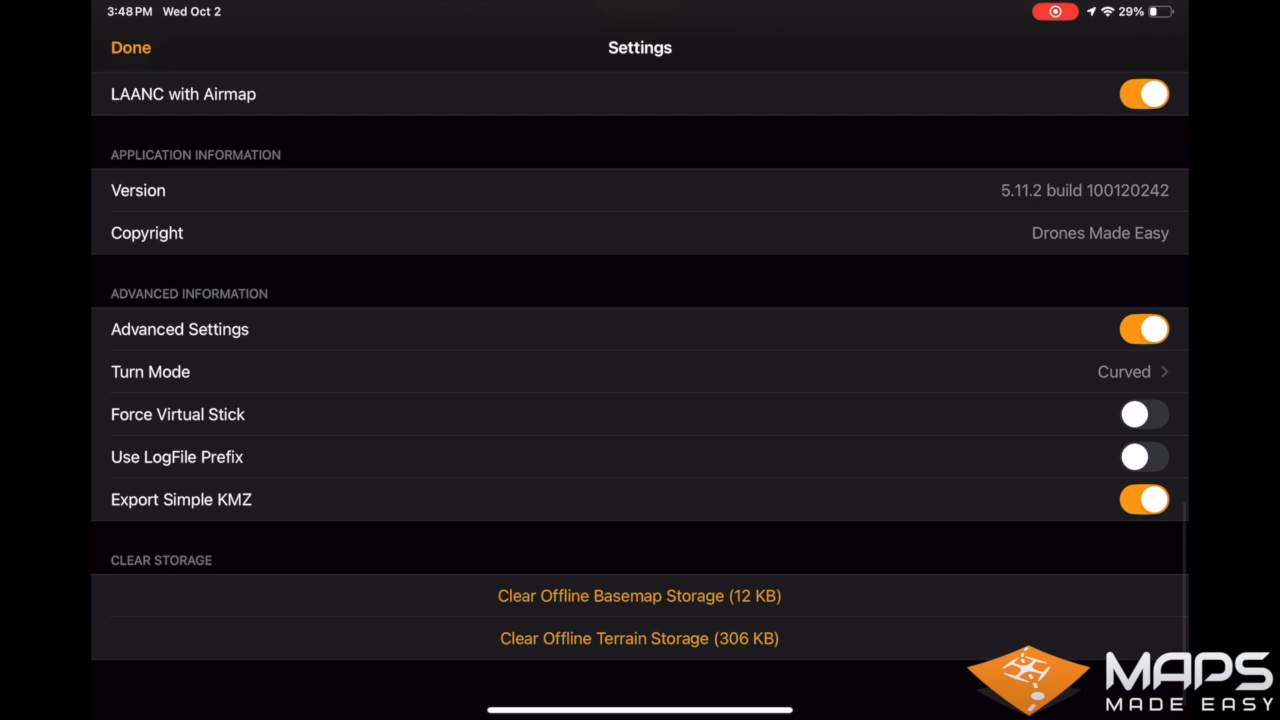 3:48 PM Wed Oct 2 29%
Done Settings
LAANC with Airmap
APPLICATION INFORMATION
Version 5.11.2 build 100120242
Copyright Drones Made Easy
ADVANCED INFORMATION
Advanced Settings
Turn Mode Curved
Force Virtual Stick
Use LogFile Prefix
Export Simple KMZ
CLEAR STORAGE
Clear Offline Basemap Storage (12 KB)
Clear Offline Terrain Storage (306 KB)
MAPS
MADE EASY